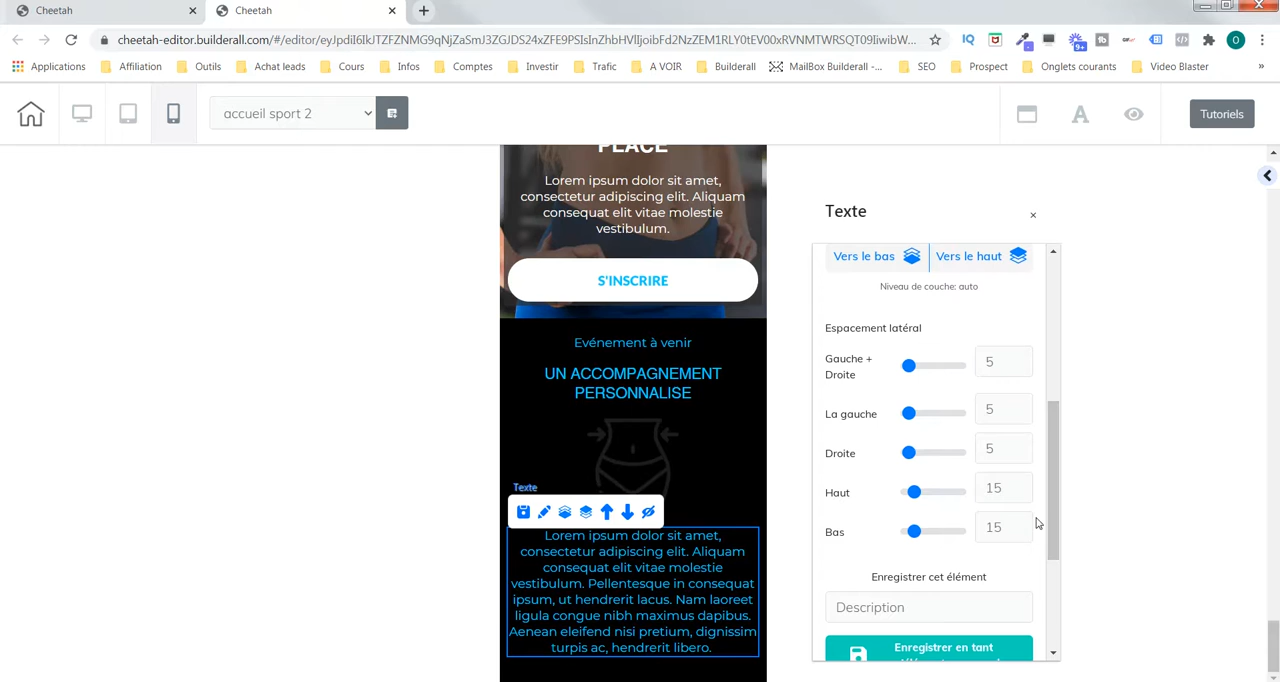 Cheetah
Cheetah
cheetah-editor.builderall.com/#/editor/
Applications
Affiliation
Outils
Achat leads
Cours
Infos
Comptes
Investir
Trafic
A VOIR
Builderall
MailBox Builderall -...
SEO
Prospect
Onglets courants
Video Blaster
»
IQ
9+
O
accueil sport 2
A
Tutoriels
PLACE
Lorem ipsum dolor sit amet,
consectetur adipiscing elit. Aliquam
consequat elit vitae molestie
vestibulum.
S'INSCRIRE
Evénement à venir
UN ACCOMPAGNEMENT
PERSONNALISE
Texte
Lorem ipsum dolor sit amet,
consectetur adipiscing elit. Aliquam
consequat elit vitae molestie
vestibulum. Pellentesque in consequat
ipsum, ut hendrerit lacus. Nam laoreet
ligula congue nibh maximus dapibus.
Aenean eleifend nisi pretium, dignissim
turpis ac, hendrerit libero.
Texte
Vers le bas
Vers le haut
Niveau de couche: auto
Espacement latéral
Gauche +
Droite
5
La gauche
5
Droite
5
Haut
15
Bas
15
Enregistrer cet élément
Description
Enregistrer en tant